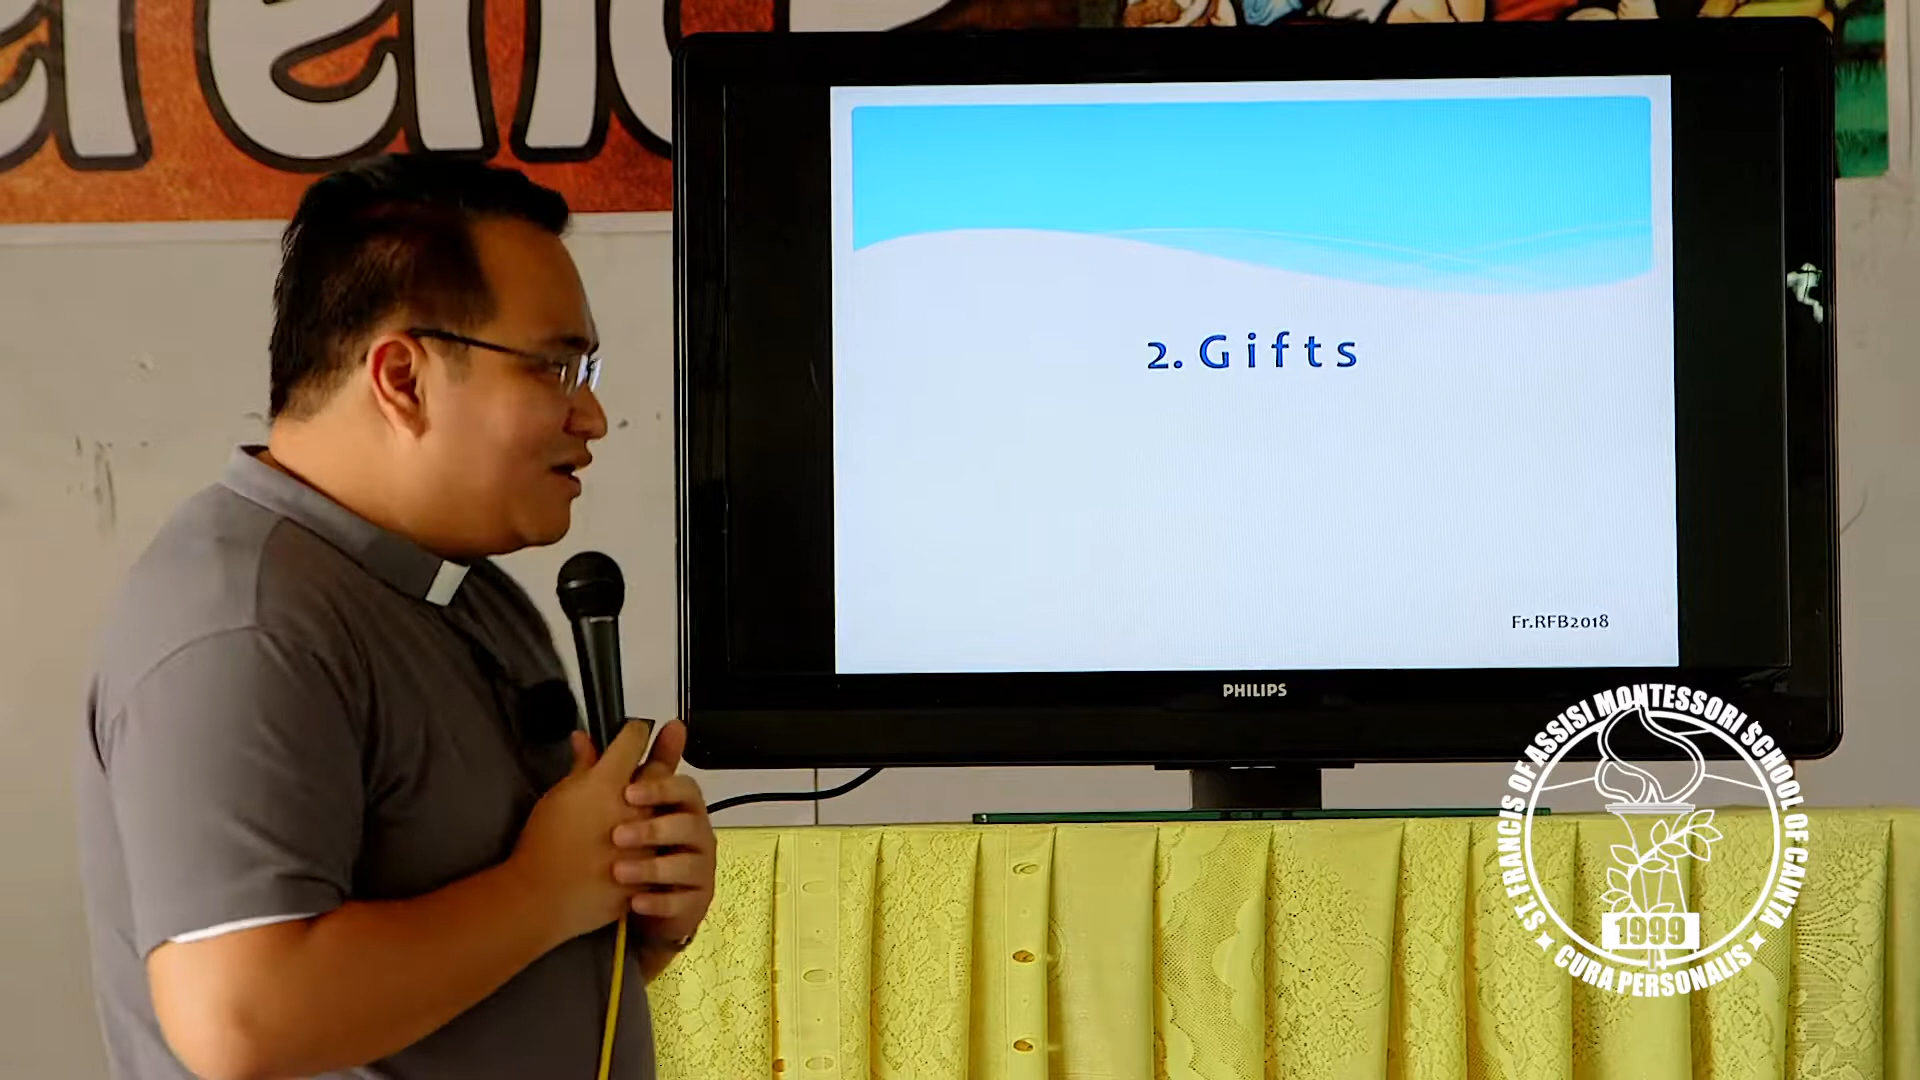 2. Gifts
Fr.RFB2018
PHILIPS
ST. FRANCIS OF ASSISI MONTESSORI SCHOOL OF CAINTA
1999
CURA PERSONALIS